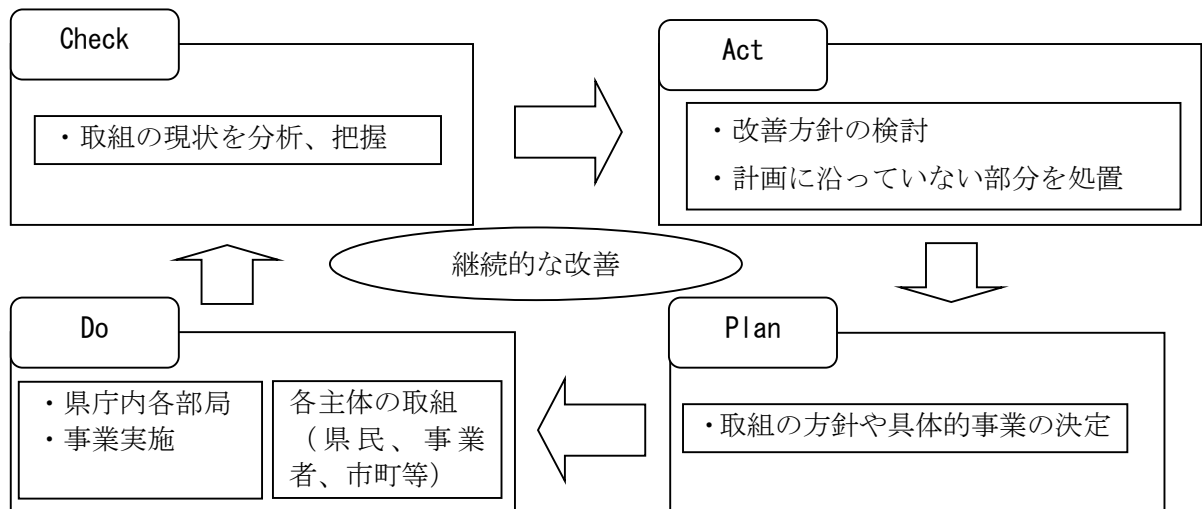 Check
・取組の現状を分析、把握
Act
・改善方針の検討
・計画に沿っていない部分を処置
継続的な改善
Do
・県庁内各部局
・事業実施
各主体の取組
（県民、事業
者、市町等）
Plan
・取組の方針や具体的事業の決定